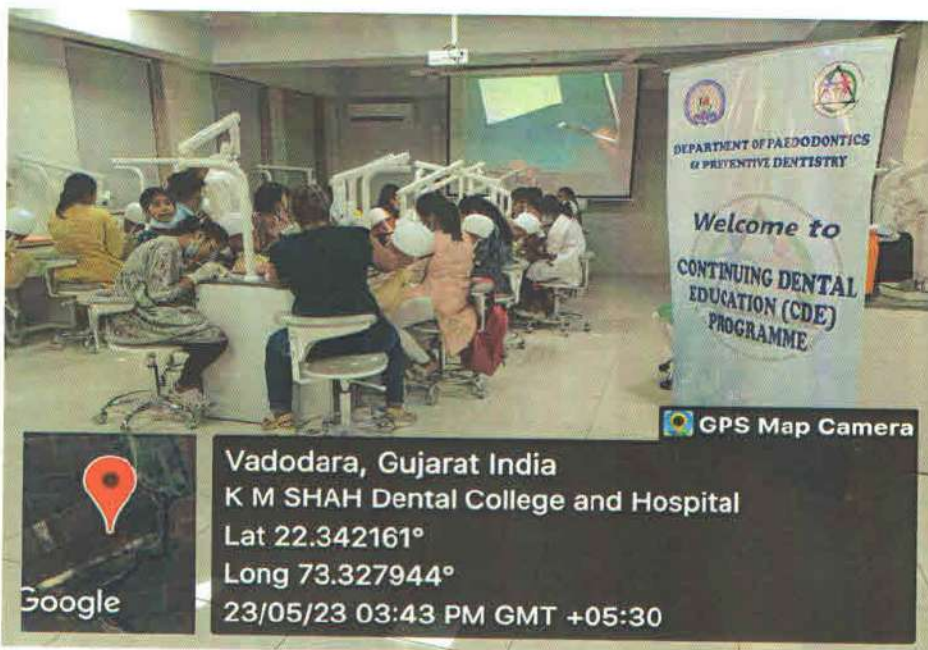 DEPARTMENT OF PAEDODONTICS
& PREVENTIVE DENTISTRY
Welcome to
CONTINUING DENTAL
EDUCATION (CDE)
PROGRAMME
GPS Map Camera
Vadodara, Gujarat India
K M SHAH Dental College and Hospital
Lat 22.342161°
Long 73.327944°
23/05/23 03:43 PM GMT +05:30
Google